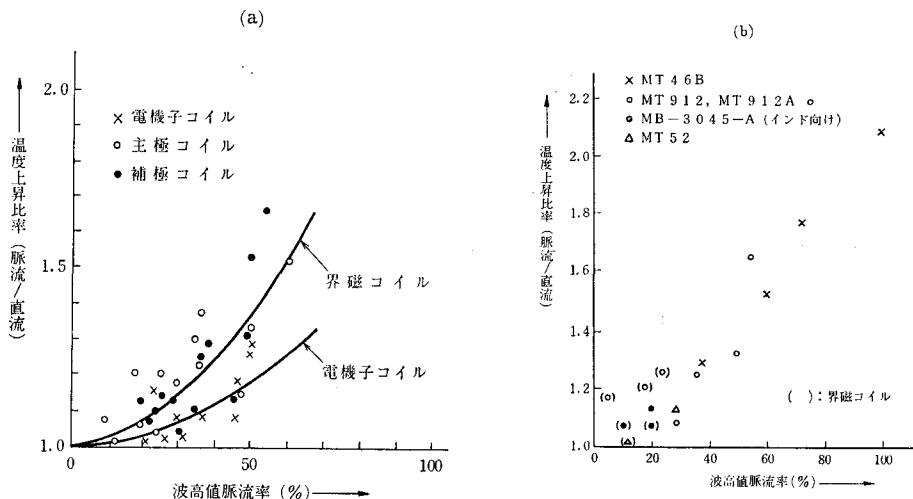 (a)
温度上昇比率 (脈流/直流)
2.0
1.5
1.0
× 電機子コイル
○ 主極コイル
● 補極コイル
界磁コイル
電機子コイル
0
50
100
波高値脈流率 (%)
(b)
温度上昇比率 (脈流/直流)
2.2
2.0
1.8
1.6
1.4
1.2
1.0
× MT46B
○ MT912, MT912A ○
MB-3045-A (インド向け)
△ MT52
( ) : 界磁コイル
0
20
40
60
80
100
波高値脈流率 (%)